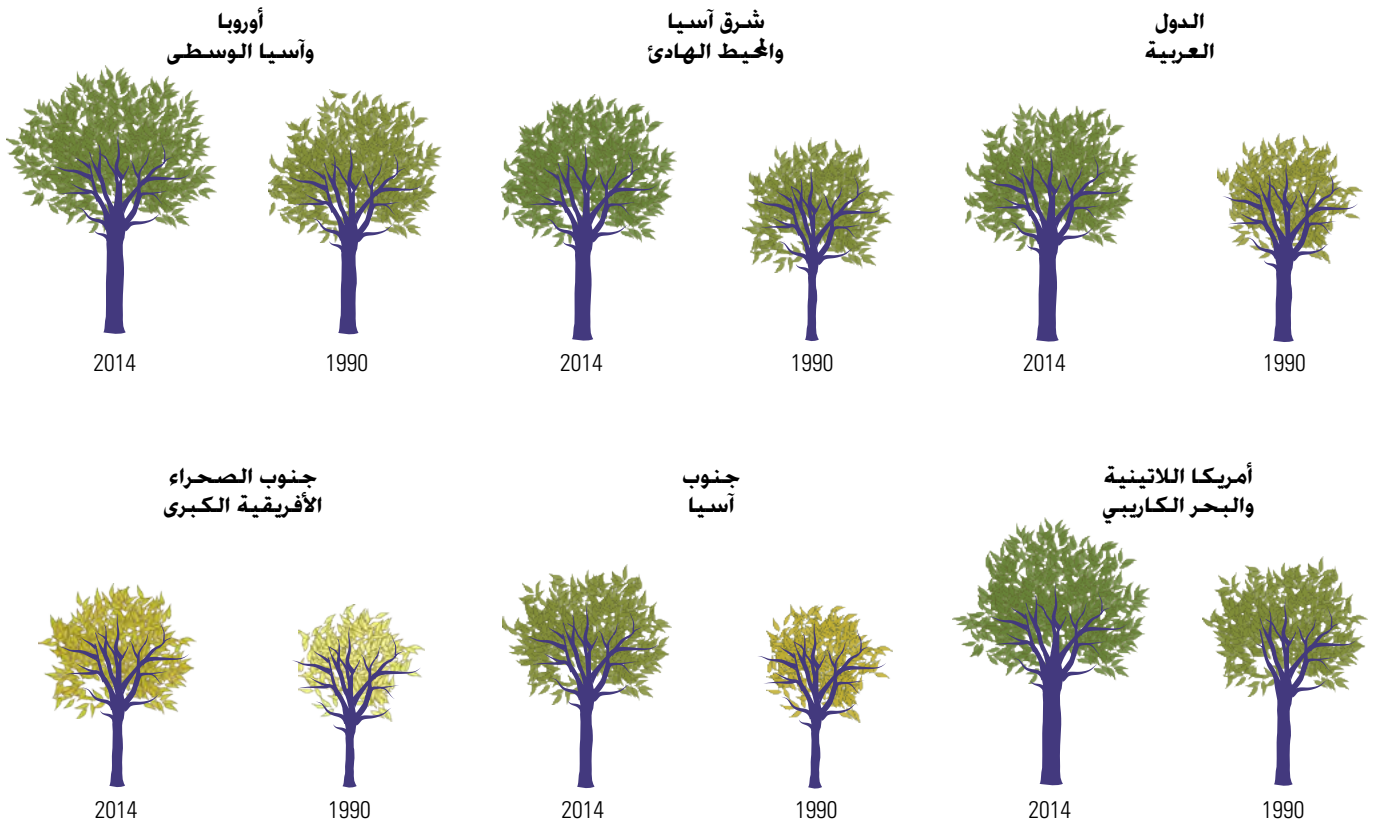 الدول
العربية
1990
2014
شرق آسيا
والمحيط الهادئ
1990
2014
أوروبا
وآسيا الوسطى
1990
2014
أمريكا اللاتينية
والبحر الكاريبي
1990
2014
جنوب
آسيا
1990
2014
جنوب الصحراء
الأفريقية الكبرى
1990
2014